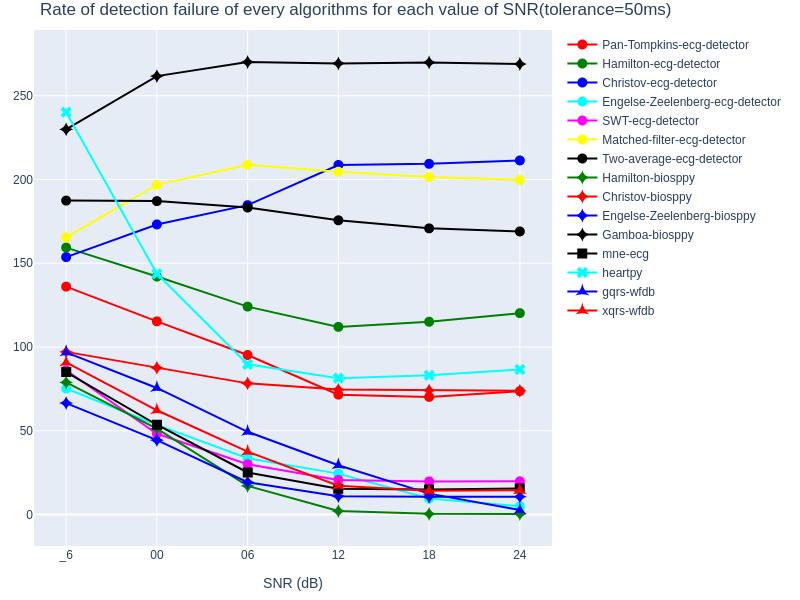 Rate of detection failure of every algorithms for each value of SNR(tolerance=50ms)
250
200
150
100
50
0
_6 00 06 12 18 24
SNR (dB)
Pan-Tompkins-ecg-detector
Hamilton-ecg-detector
Christov-ecg-detector
Engelse-Zeelenberg-ecg-detector
SWT-ecg-detector
Matched-filter-ecg-detector
Two-average-ecg-detector
Hamilton-biosppy
Christov-biosppy
Engelse-Zeelenberg-biosppy
Gamboa-biosppy
mne-ecg
heartpy
gqrs-wfdb
xqrs-wfdb